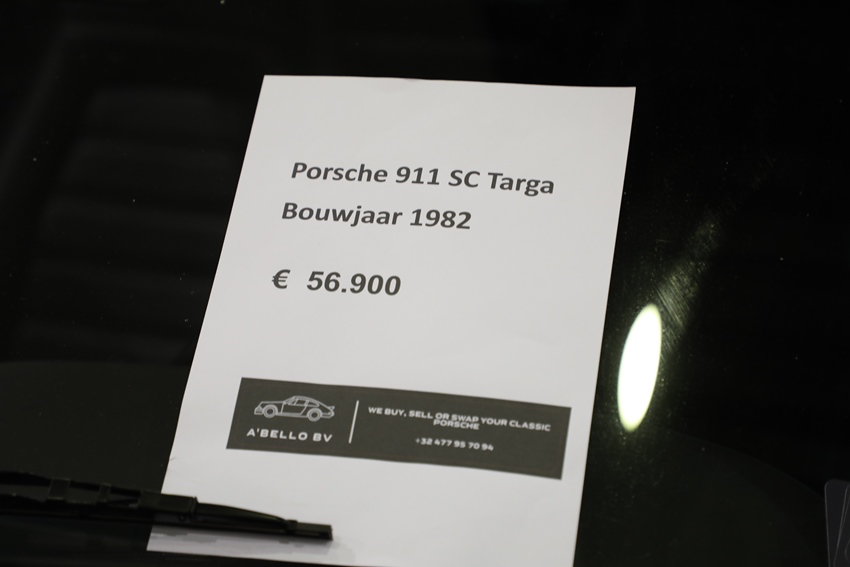 Porsche 911 SC Targa
Bouwjaar 1982
€ 56.900
A'BELLO BV
WE BUY, SELL OR SWAP YOUR CLASSIC
PORSCHE
+32 477 95 70 94